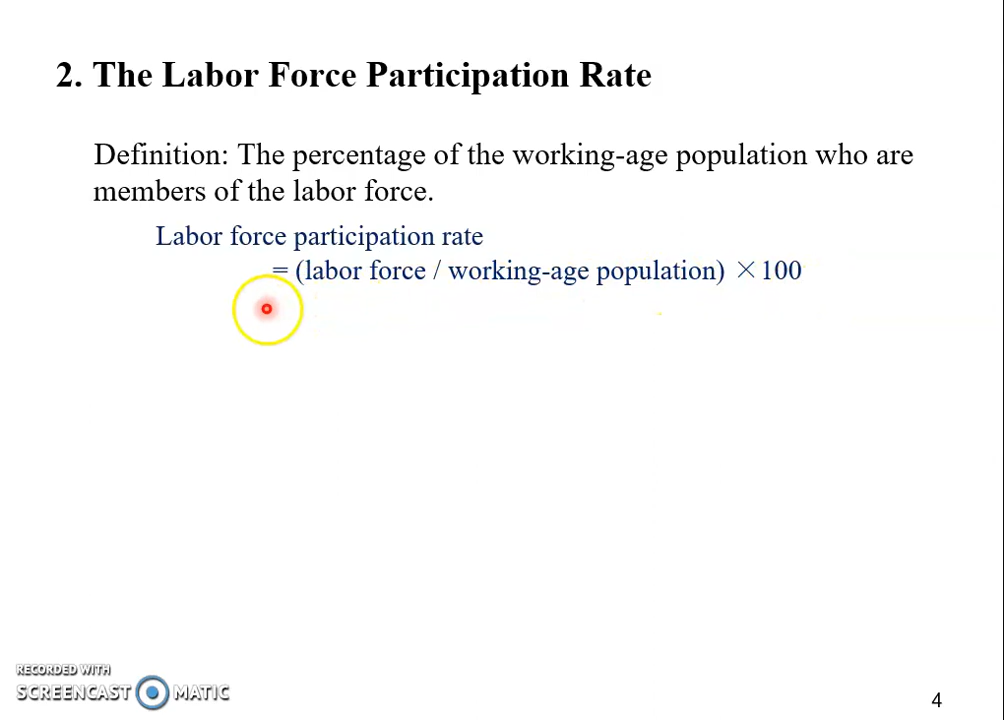 2. The Labor Force Participation Rate
Definition: The percentage of the working-age population who are
members of the labor force.
Labor force participation rate
= (labor force / working-age population) ×100
RECORDED WITH
SCREENCAST MATIC
4